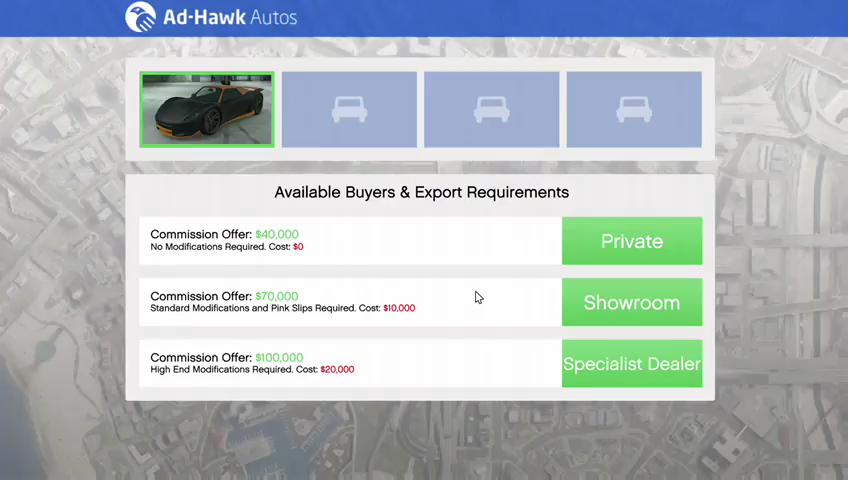 Ad-Hawk Autos
Available Buyers & Export Requirements
Commission Offer: $40,000
No Modifications Required. Cost: $0
Private
Commission Offer: $70,000
Standard Modifications and Pink Slips Required. Cost: $10,000
Showroom
Commission Offer: $100,000
High End Modifications Required. Cost: $20,000
Specialist Dealer